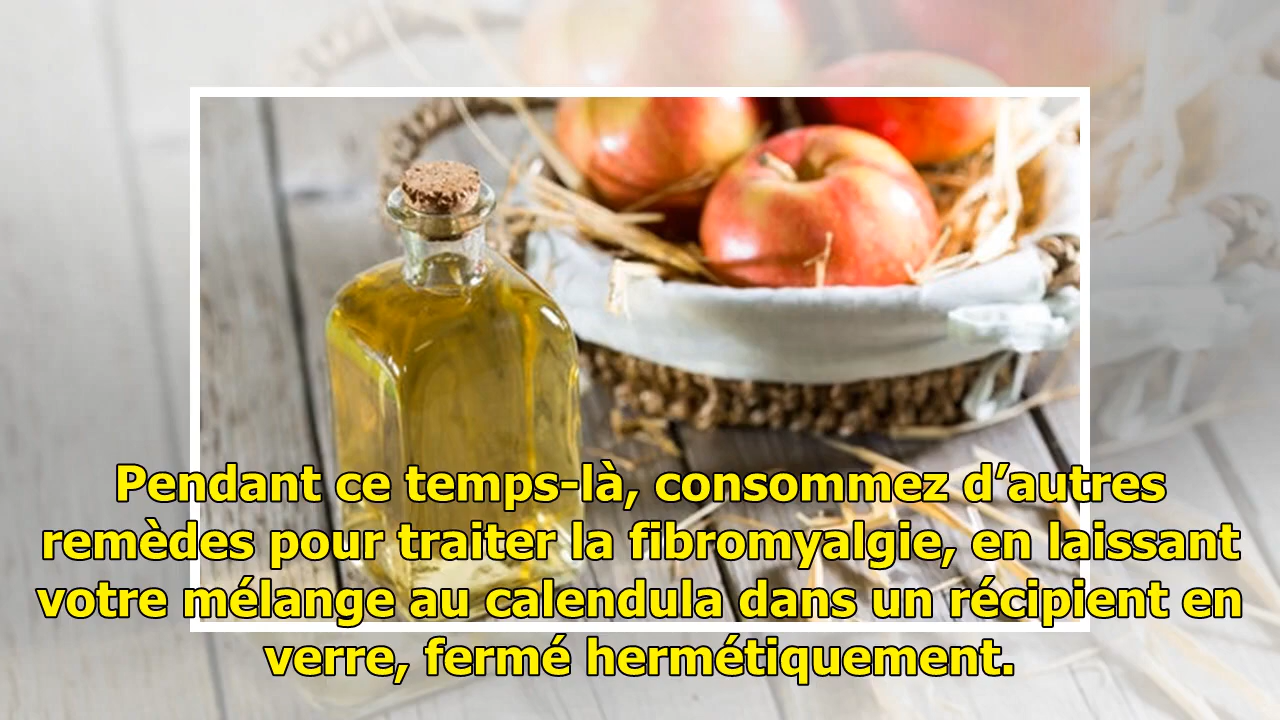 Pendant ce temps-là, consommez d’autres
remèdes pour traiter la fibromyalgie, en laissant
votre mélange au calendula dans un récipient en
verre, fermé hermétiquement.